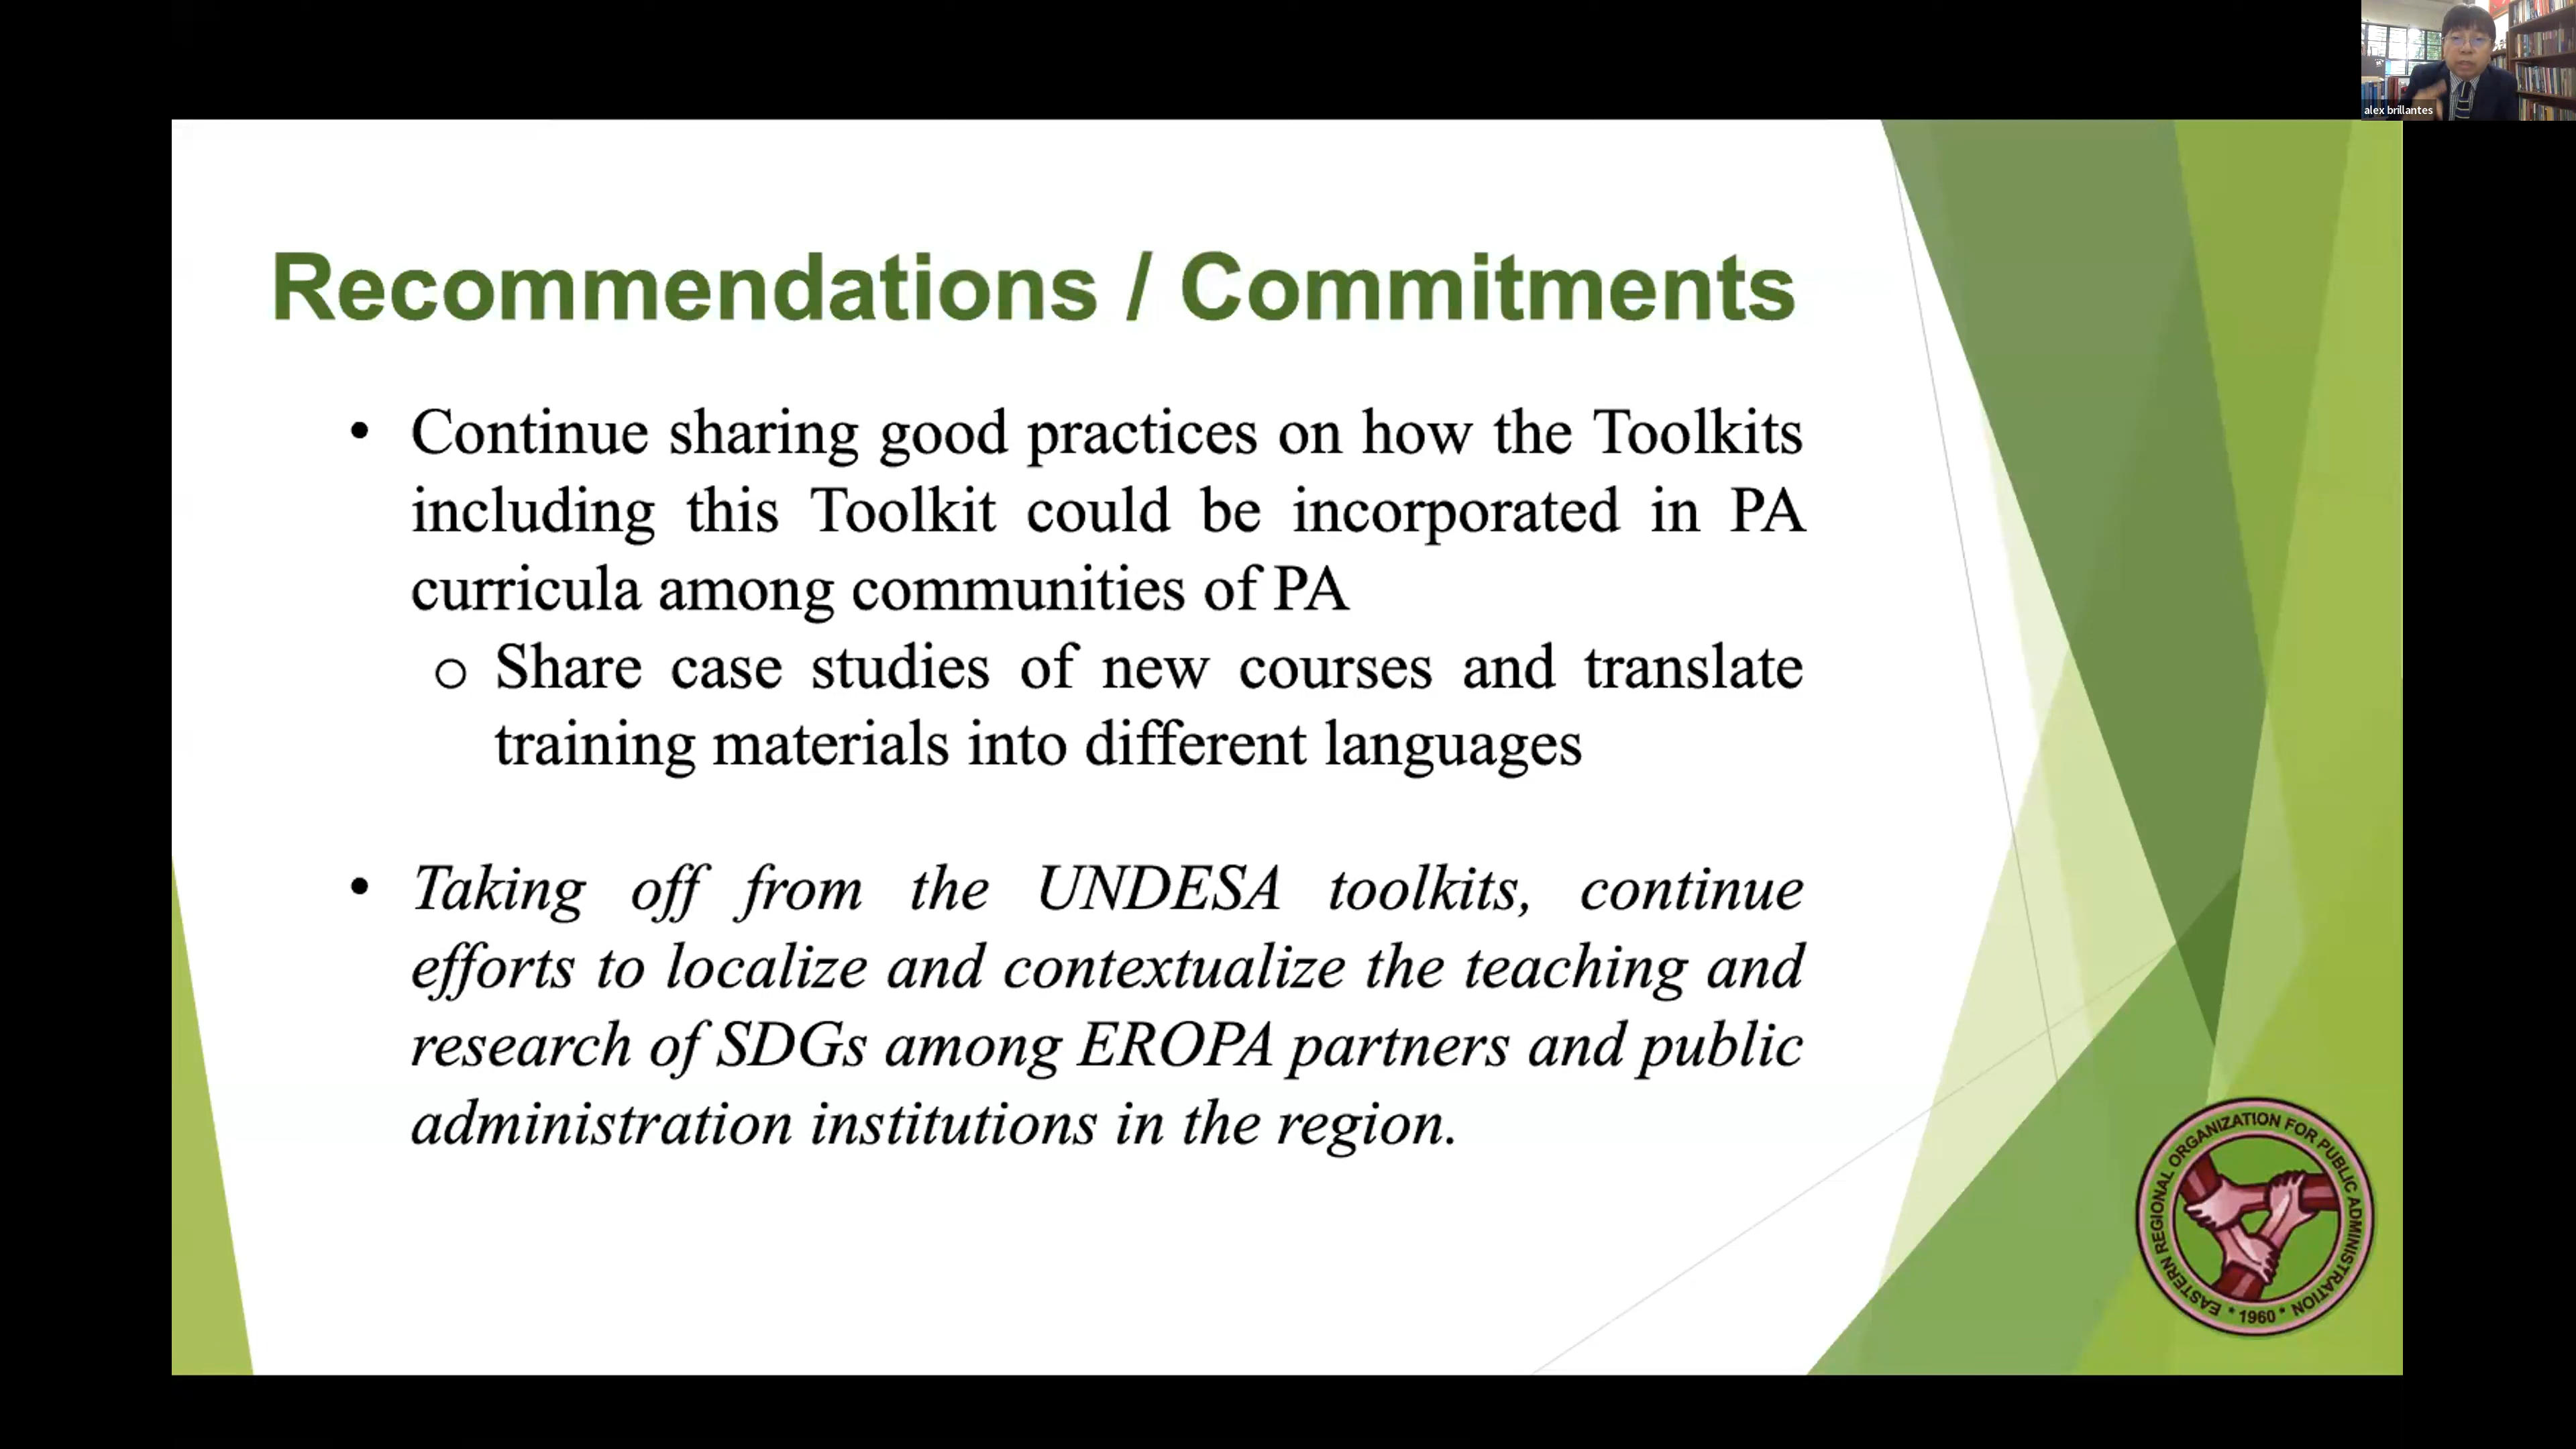 alex brillantes
Recommendations / Commitments
• Continue sharing good practices on how the Toolkits
including this Toolkit could be incorporated in PA
curricula among communities of PA
o Share case studies of new courses and translate
training materials into different languages
• Taking off from the UNDESA toolkits, continue
efforts to localize and contextualize the teaching and
research of SDGs among EROPA partners and public
administration institutions in the region.
EASTERN REGIONAL ORGANIZATION FOR PUBLIC ADMINISTRATION
* 1960 *